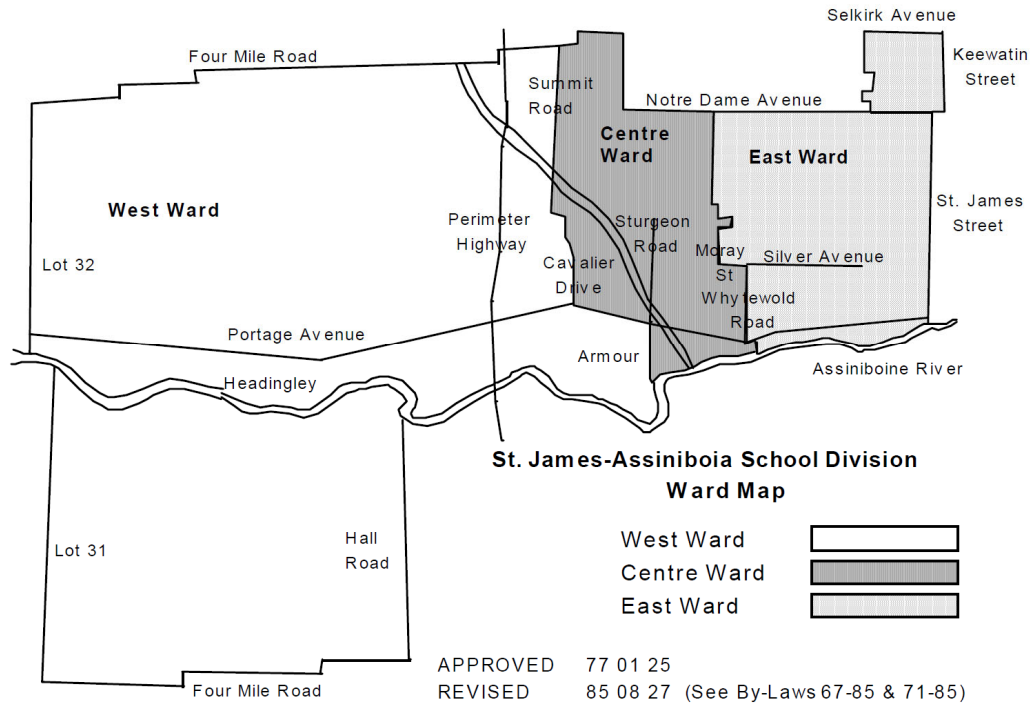 Selkirk Avenue
Four Mile Road
Keewatin
Street
Summit
Road
Notre Dame Avenue
Centre
Ward
East Ward
West Ward
St. James
Street
Perimeter
Highway
Sturgeon
Road
Moray
St
Silver Avenue
Lot 32
Cavalier
Drive
Whytewold
Road
Portage Avenue
Armour
Assiniboine River
Headingley
St. James-Assiniboia School Division
Ward Map
Lot 31
Hall
Road
West Ward
Centre Ward
East Ward
Four Mile Road
APPROVED 77 01 25
REVISED 85 08 27 (See By-Laws 67-85 & 71-85)